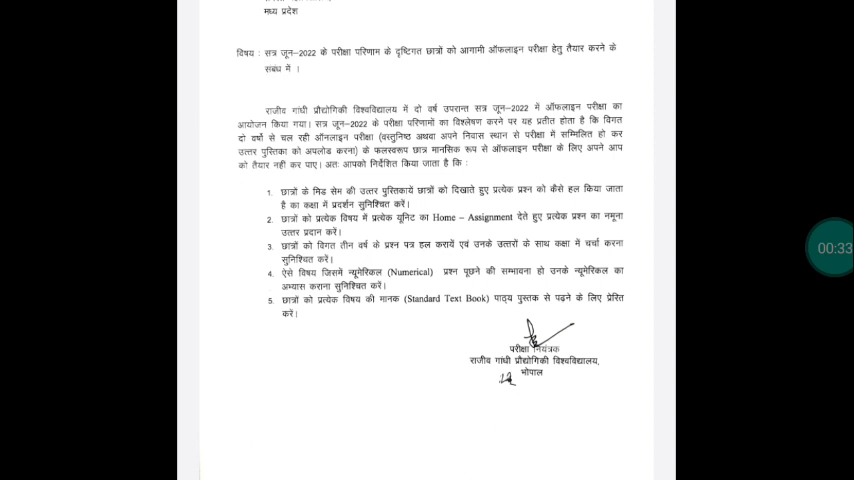 मध्य प्रदेश
विषय : सत्र जून–2022 के परीक्षा परिणाम के दृष्टिगत छात्रों को आगामी ऑफलाइन परीक्षा हेतु तैयार करने के
सबंध में ।
राजीव गांधी प्रौद्योगिकी विश्वविद्यालय में दो वर्ष उपरान्त सत्र जून–2022 में ऑफलाइन परीक्षा का
आयोजन किया गया। सत्र जून–2022 के परीक्षा परिणामों का विश्लेषण करने पर यह प्रतीत होता है कि विगत
दो वर्षो से चल रही ऑनलाइन परीक्षा (वस्तुनिष्ठ अथवा अपने निवास स्थान से परीक्षा में सम्मिलित हो कर
उत्तर पुस्तिका को अपलोड करना) के फलस्वरूप छात्र मानसिक रूप से ऑफलाइन परीक्षा के लिए अपने आप
को तैयार नहीं कर पाए। अतः आपको निर्देशित किया जाता है कि :
1. छात्रों के मिड सेम की उत्तर पुस्तिकायें छात्रों को दिखाते हुए प्रत्येक प्रश्न को कैसे हल किया जाता
है का कक्षा में प्रदर्शन सुनिश्चित करें।
2. छात्रों को प्रत्येक विषय में प्रत्येक यूनिट का Home – Assignment देते हुए प्रत्येक प्रश्न का नमूना
उत्तर प्रदान करें।
3. छात्रों को विगत तीन वर्ष के प्रश्न पत्र हल करायें एवं उनके उत्तरों के साथ कक्षा में चर्चा करना
सुनिश्चित करें।
4. ऐसे विषय जिसमें न्यूमेरिकल (Numerical) प्रश्न पूछने की सम्भावना हो उनके न्यूमेरिकल का
अभ्यास कराना सुनिश्चित करें।
5. छात्रों को प्रत्येक विषय की मानक (Standard Text Book) पाठ्य पुस्तक से पढने के लिए प्रेरित
करें।
परीक्षा नियंत्रक
राजीव गांधी प्रौद्योगिकी विश्वविद्यालय,
भोपाल
00:33